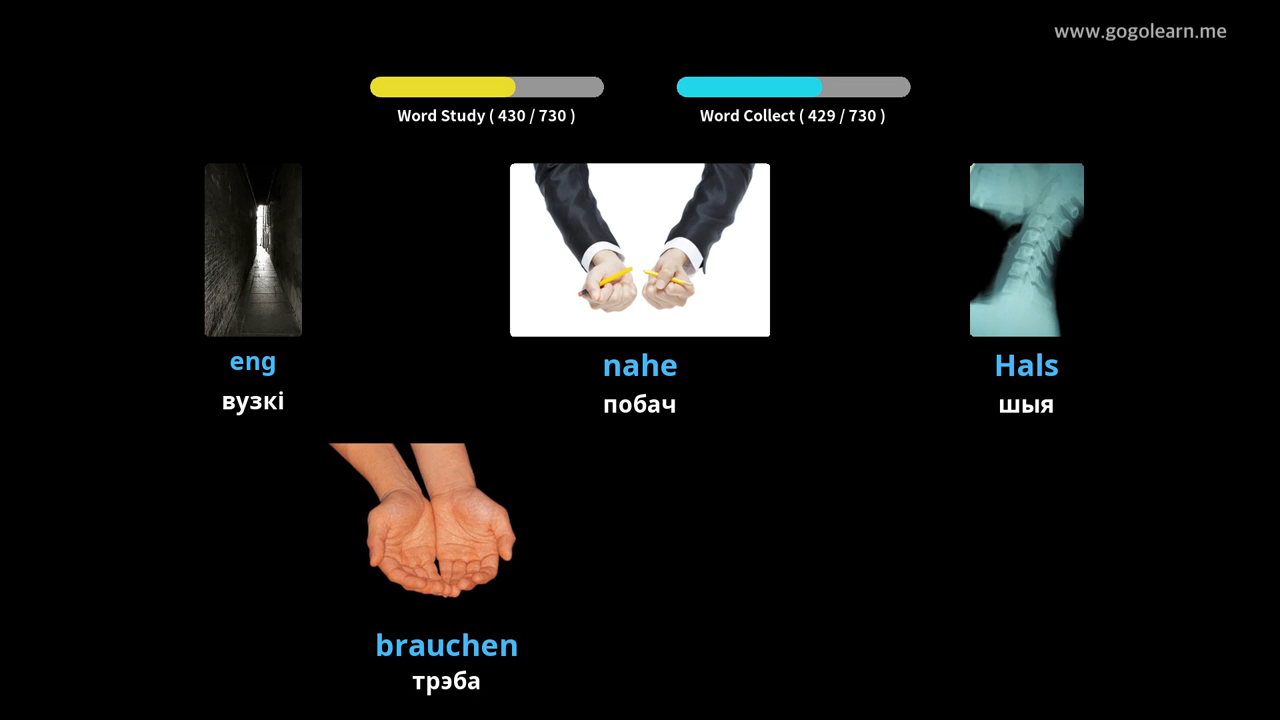 www.gogolearn.me
Word Study ( 430 / 730 )
Word Collect ( 429 / 730 )
eng
вузкі
nahe
побач
Hals
шыя
brauchen
трэба